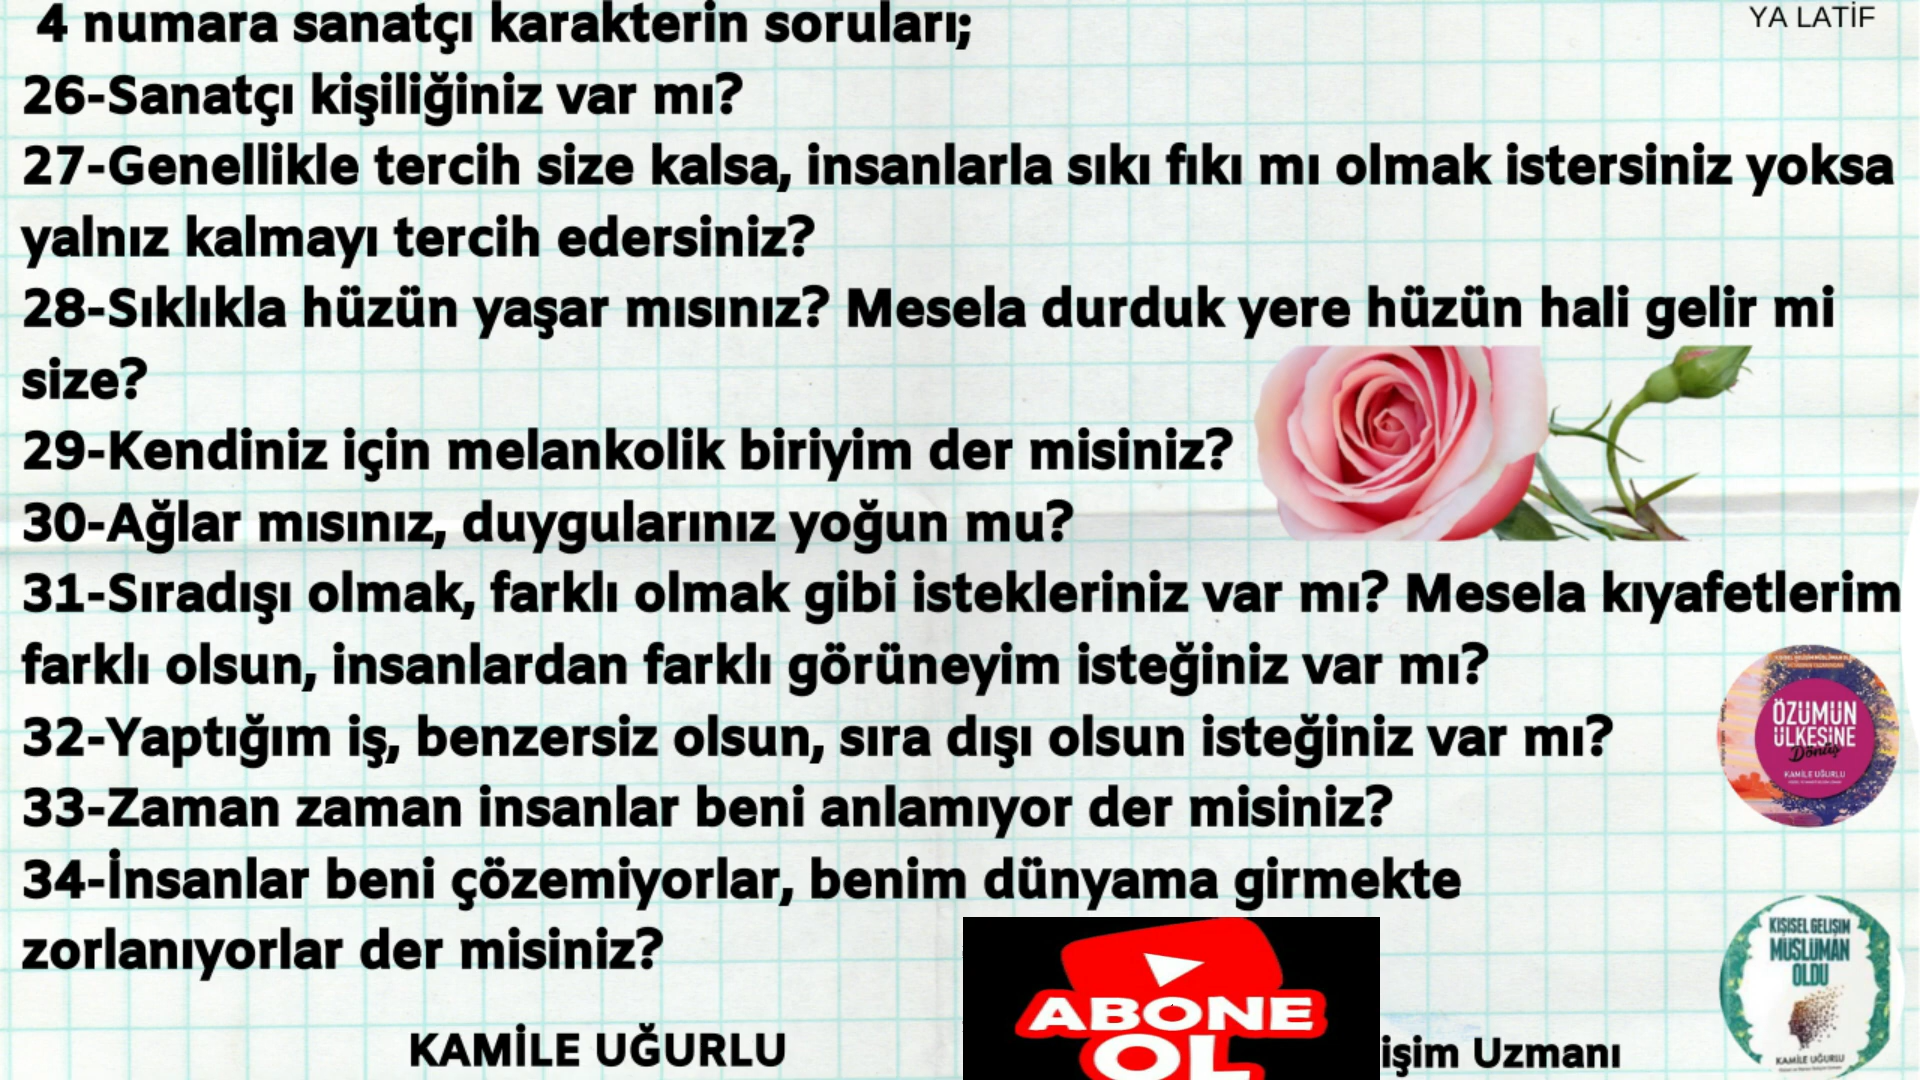 4 numara sanatçı karakterin soruları;
YA LATİF
26-Sanatçı kişiliğiniz var mı?
27-Genellikle tercih size kalsa, insanlarla sıkı fıkı mı olmak istersiniz yoksa
yalnız kalmayı tercih edersiniz?
28-Sıklıkla hüzün yaşar mısınız? Mesela durduk yere hüzün hali gelir mi
size?
29-Kendiniz için melankolik biriyim der misiniz?
30-Ağlar mısınız, duygularınız yoğun mu?
31-Sıradışı olmak, farklı olmak gibi istekleriniz var mı? Mesela kıyafetlerim
farklı olsun, insanlardan farklı görüneyim isteğiniz var mı?
32-Yaptığım iş, benzersiz olsun, sıra dışı olsun isteğiniz var mı?
33-Zaman zaman insanlar beni anlamıyor der misiniz?
34-İnsanlar beni çözemiyorlar, benim dünyama girmekte
zorlanıyorlar der misiniz?
ÖZÜMÜN
ÜLKESİNE
Dönüş
KAMİLE UĞURLU
KİŞİSEL GELİŞİM
MÜSLÜMAN
OLDU
KAMİLE UĞURLU
KAMİLE UĞURLU
ABONE
OL
işim Uzmanı